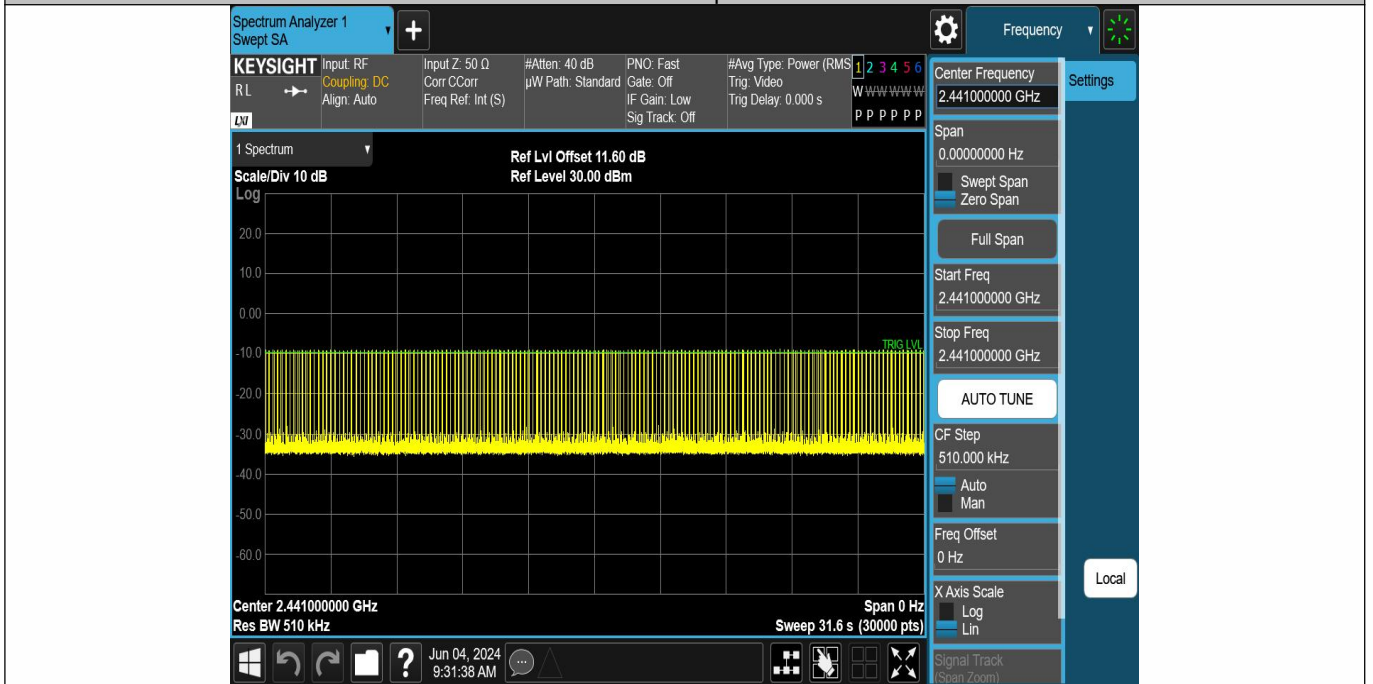 Spectrum Analyzer 1
Swept SA
+
Frequency
KEYSIGHT
Input: RF
Coupling: DC
Align: Auto
RL
LXI
Input Z: 50 Ω
Corr CCorr
Freq Ref: Int (S)
#Atten: 40 dB
µW Path: Standard
PNO: Fast
Gate: Off
IF Gain: Low
Sig Track: Off
#Avg Type: Power (RMS
Trig: Video
Trig Delay: 0.000 s
1 2 3 4 5 6
W W W W W W
P P P P P P
1 Spectrum
Scale/Div 10 dB
Ref Lvl Offset 11.60 dB
Ref Level 30.00 dBm
Log
20.0
10.0
0.00
-10.0
-20.0
-30.0
-40.0
-50.0
-60.0
TRIG LVL
Center 2.441000000 GHz
Res BW 510 kHz
Span 0 Hz
Sweep 31.6 s (30000 pts)
Center Frequency
2.441000000 GHz
Settings
Span
0.00000000 Hz
Swept Span
Zero Span
Full Span
Start Freq
2.441000000 GHz
Stop Freq
2.441000000 GHz
AUTO TUNE
CF Step
510.000 kHz
Auto
Man
Freq Offset
0 Hz
X Axis Scale
Log
Lin
Signal Track
(Span Zoom)
Local
?
Jun 04, 2024
9:31:38 AM